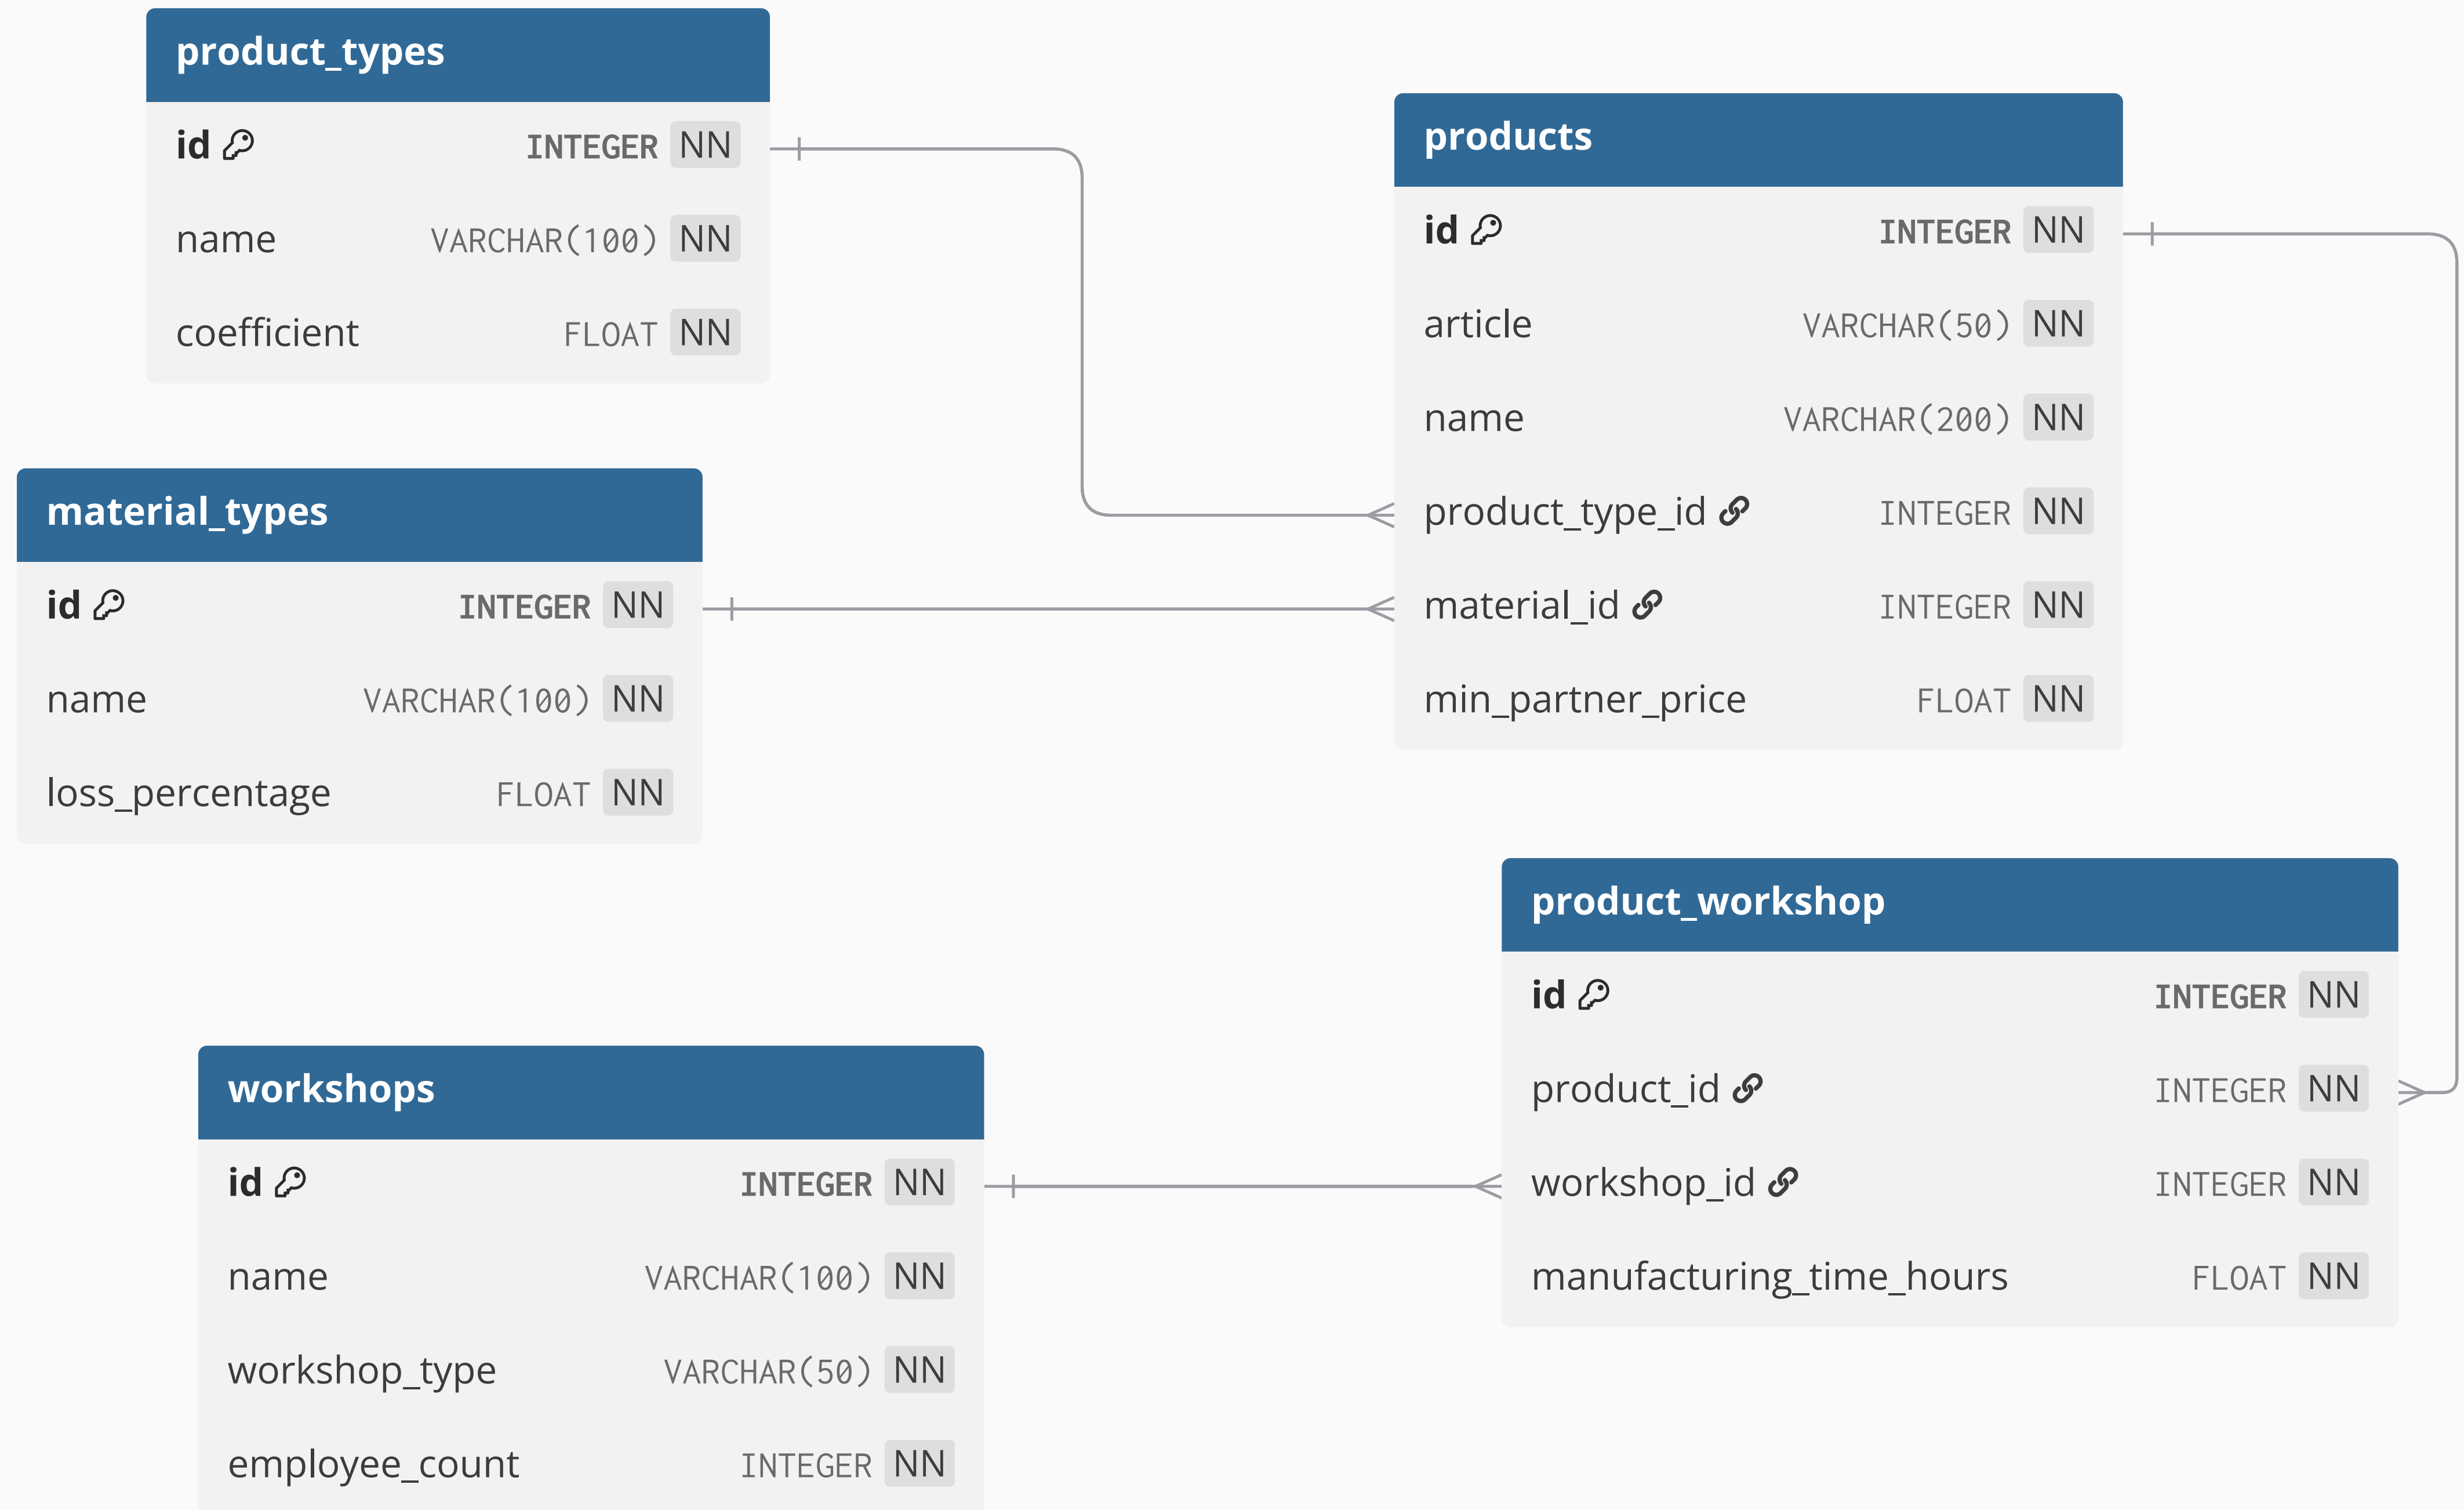 product_types
id INTEGER NN
name VARCHAR(100) NN
coefficient FLOAT NN
material_types
id INTEGER NN
name VARCHAR(100) NN
loss_percentage FLOAT NN
workshops
id INTEGER NN
name VARCHAR(100) NN
workshop_type VARCHAR(50) NN
employee_count INTEGER NN
products
id INTEGER NN
article VARCHAR(50) NN
name VARCHAR(200) NN
product_type_id INTEGER NN
material_id INTEGER NN
min_partner_price FLOAT NN
product_workshop
id INTEGER NN
product_id INTEGER NN
workshop_id INTEGER NN
manufacturing_time_hours FLOAT NN